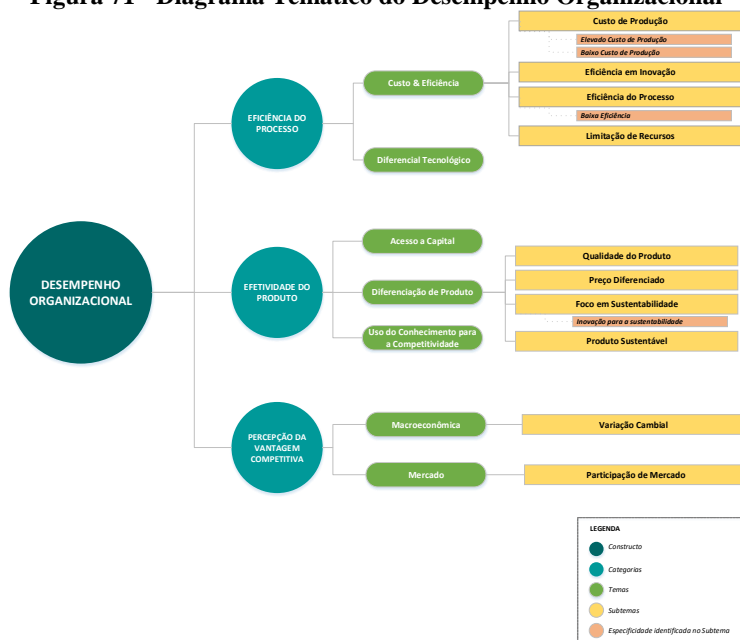 Figura 71 - Diagrama Temático do Desempenho Organizacional
Custo de Produção
Elevado Custo de Produção
Baixo Custo de Produção
Custo & Eficiência
Eficiência em Inovação
EFICIÊNCIA DO
PROCESSO
Eficiência do Processo
Baixa Eficiência
Limitação de Recursos
Diferencial Tecnológico
Acesso a Capital
Qualidade do Produto
DESEMPENHO
ORGANIZACIONAL
EFETIVIDADE DO
PRODUTO
Diferenciação de Produto
Preço Diferenciado
Foco em Sustentabilidade
Inovação para a sustentabilidade
Uso do Conhecimento para
a Competitividade
Produto Sustentável
PERCEPÇÃO DA
VANTAGEM
COMPETITIVA
Macroeconômica
Variação Cambial
Mercado
Participação de Mercado
LEGENDA
Constructo
Categorias
Temas
Subtemas
Especificidade identificada no Subtema